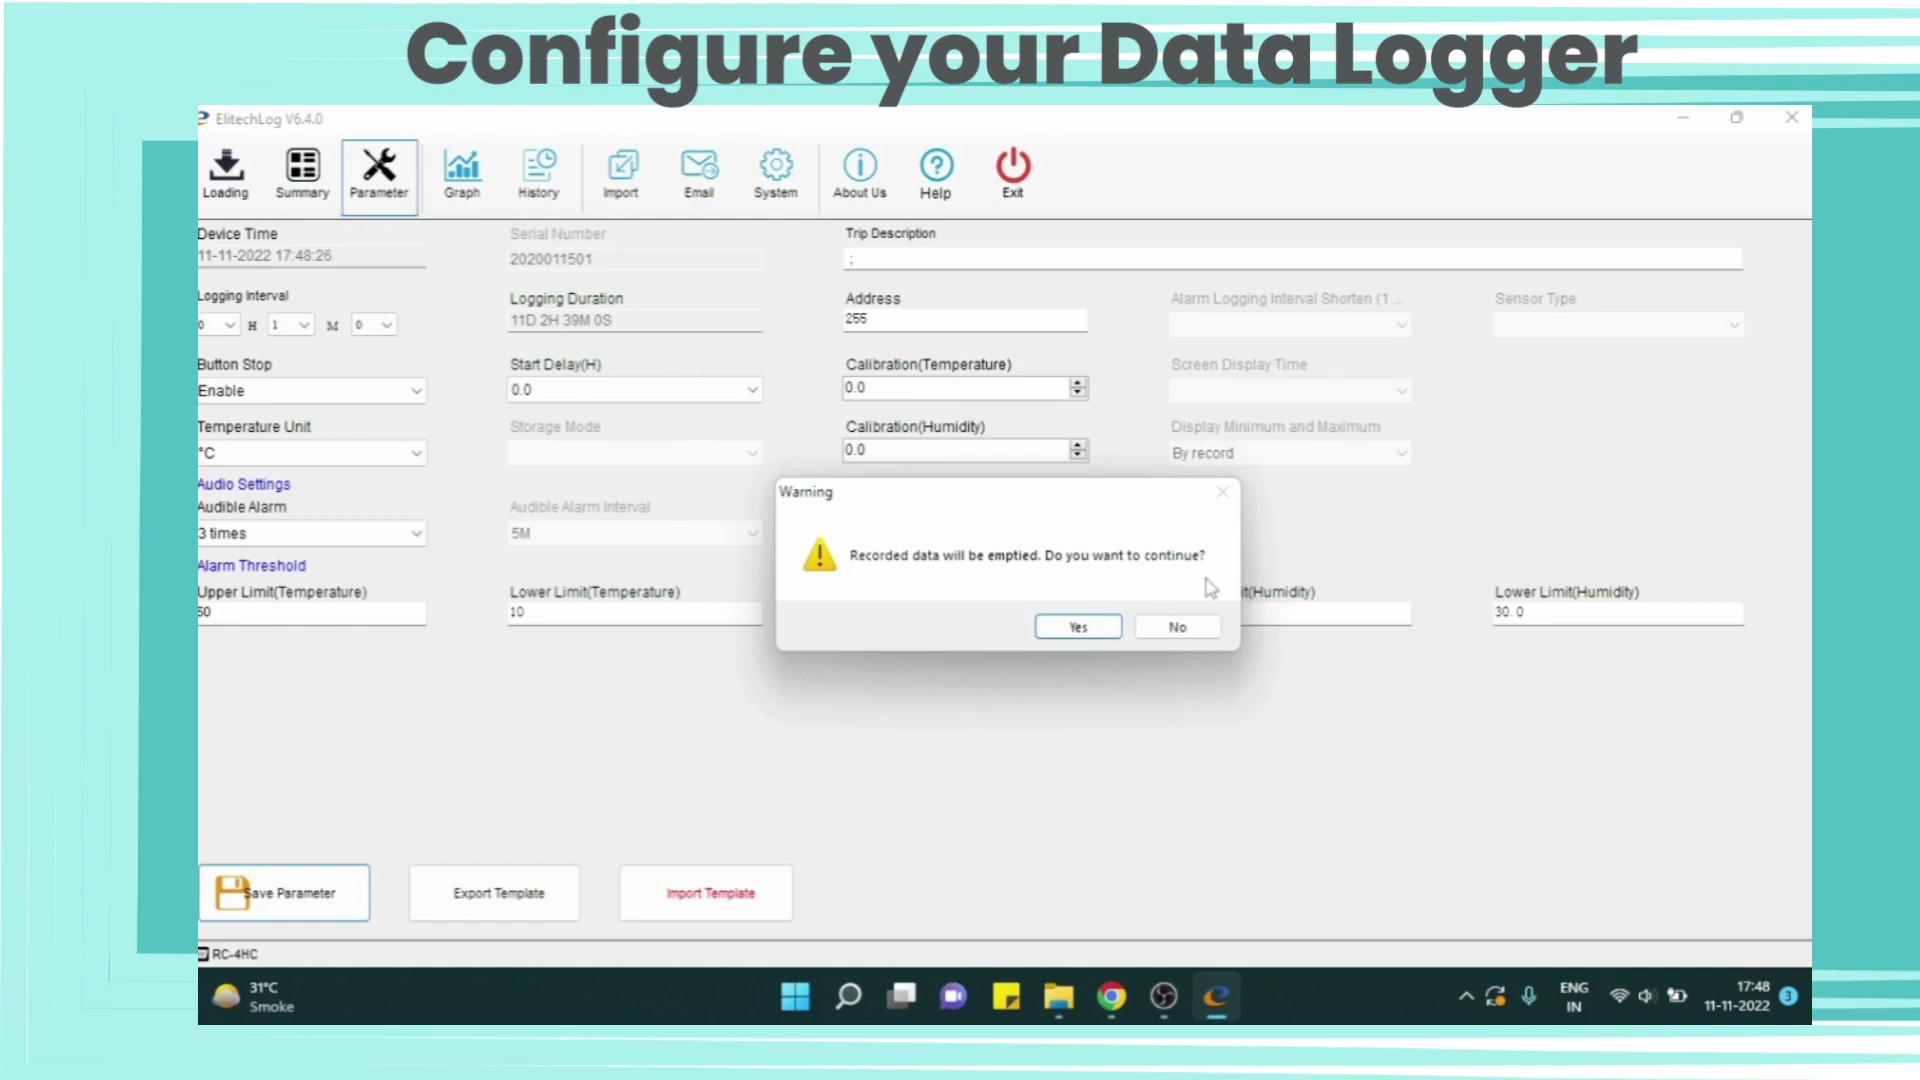 Configure your Data Logger
ElitechLog V6.4.0
Loading
Summary
Parameter
Graph
History
Import
Email
System
About Us
Help
Exit
Device Time
11-11-2022 17:48:26
Serial Number
2020011501
Trip Description
;
Logging Interval
0 H 1 M 0
Logging Duration
11D 2H 39M 0S
Address
255
Alarm Logging Interval Shorten (1 ...
Sensor Type
Button Stop
Enable
Start Delay(H)
0.0
Calibration(Temperature)
0.0
Screen Display Time
Temperature Unit
°C
Storage Mode
Calibration(Humidity)
0.0
Display Minimum and Maximum
By record
Audio Settings
Audible Alarm
3 times
Audible Alarm Interval
5M
Warning
Recorded data will be emptied. Do you want to continue?
Yes
No
Alarm Threshold
Upper Limit(Temperature)
60
Lower Limit(Temperature)
10
it(Humidity)
Lower Limit(Humidity)
30.0
Save Parameter
Export Template
Import Template
RC-4HC
31°C
Smoke
ENG
IN
17:48
11-11-2022
3